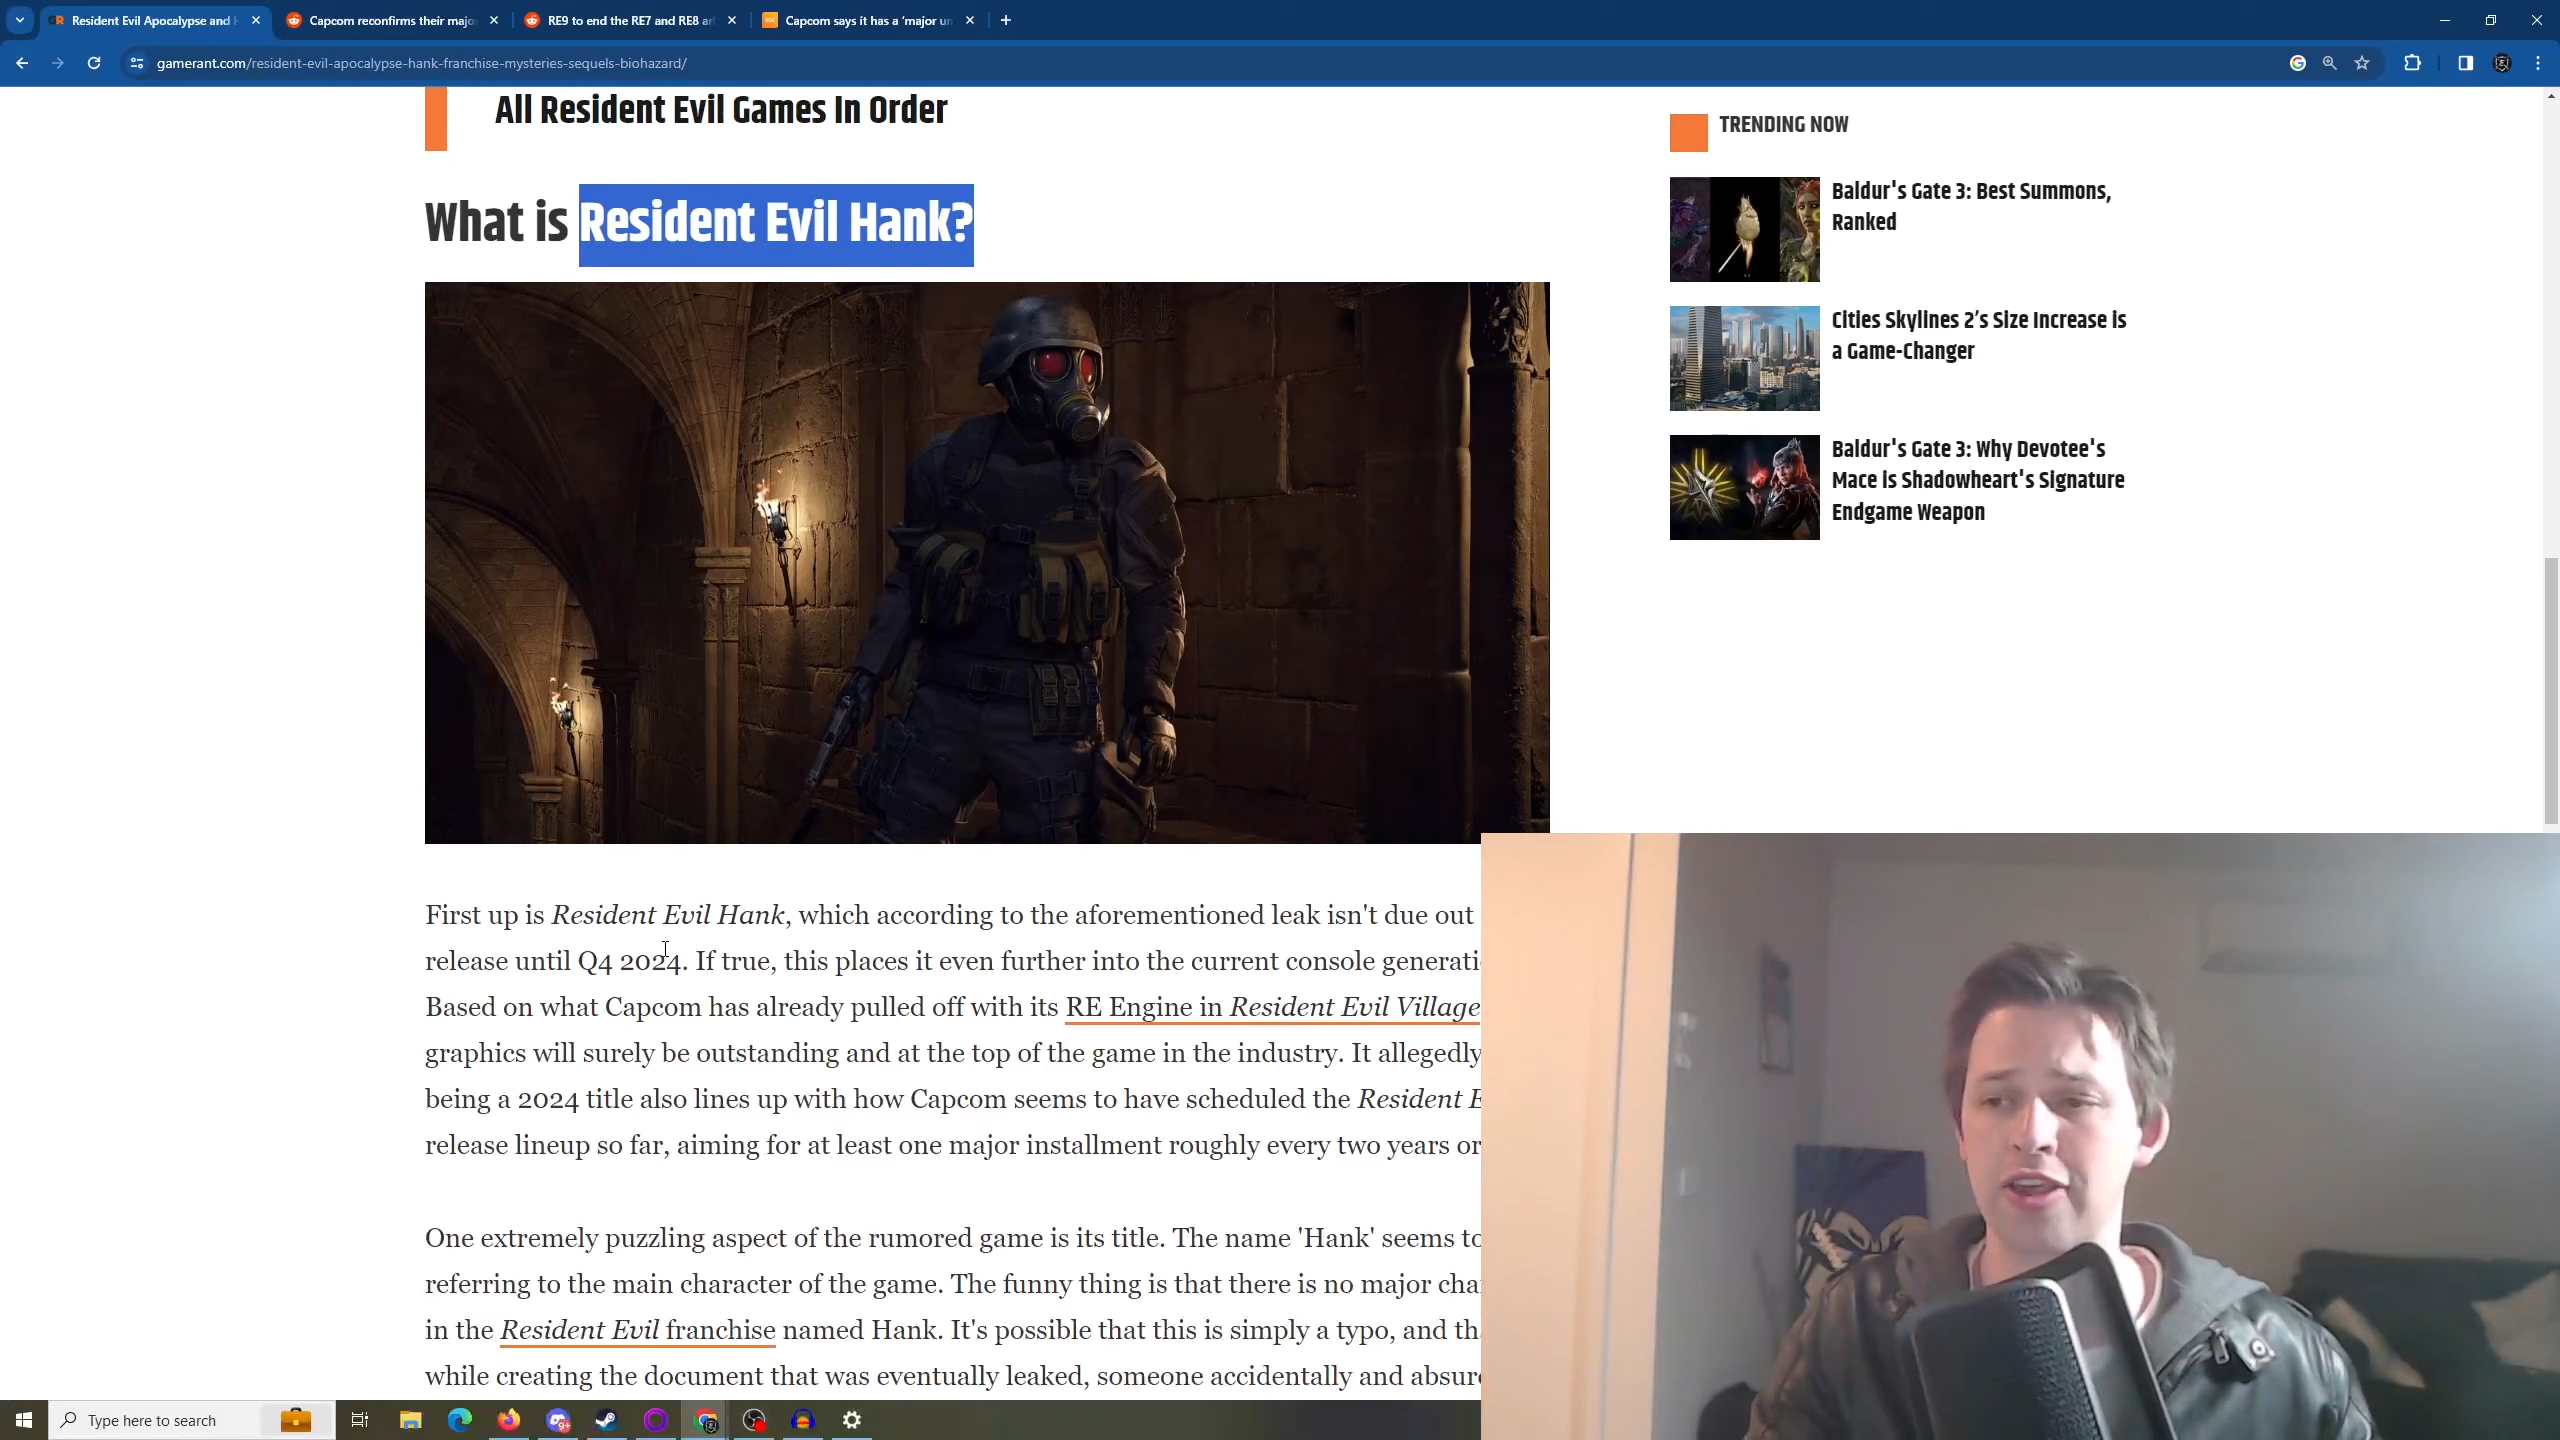 Resident Evil Apocalypse and H
Capcom reconfirms their majo
RE9 to end the RE7 and RE8 ar
Capcom says it has a 'major un
gamerant.com/resident-evil-apocalypse-hank-franchise-mysteries-sequels-biohazard/
All Resident Evil Games In Order
What is Resident Evil Hank?
First up is Resident Evil Hank, which according to the aforementioned leak isn't due out
release until Q4 2024. If true, this places it even further into the current console generati
Based on what Capcom has already pulled off with its RE Engine in Resident Evil Village
graphics will surely be outstanding and at the top of the game in the industry. It allegedly
being a 2024 title also lines up with how Capcom seems to have scheduled the Resident E
release lineup so far, aiming for at least one major installment roughly every two years or
One extremely puzzling aspect of the rumored game is its title. The name 'Hank' seems to
referring to the main character of the game. The funny thing is that there is no major cha
in the Resident Evil franchise named Hank. It's possible that this is simply a typo, and th
while creating the document that was eventually leaked, someone accidentally and absur
TRENDING NOW
Baldur's Gate 3: Best Summons,
Ranked
Cities Skylines 2's Size Increase is
a Game-Changer
Baldur's Gate 3: Why Devotee's
Mace is Shadowheart's Signature
Endgame Weapon
Type here to search
9+